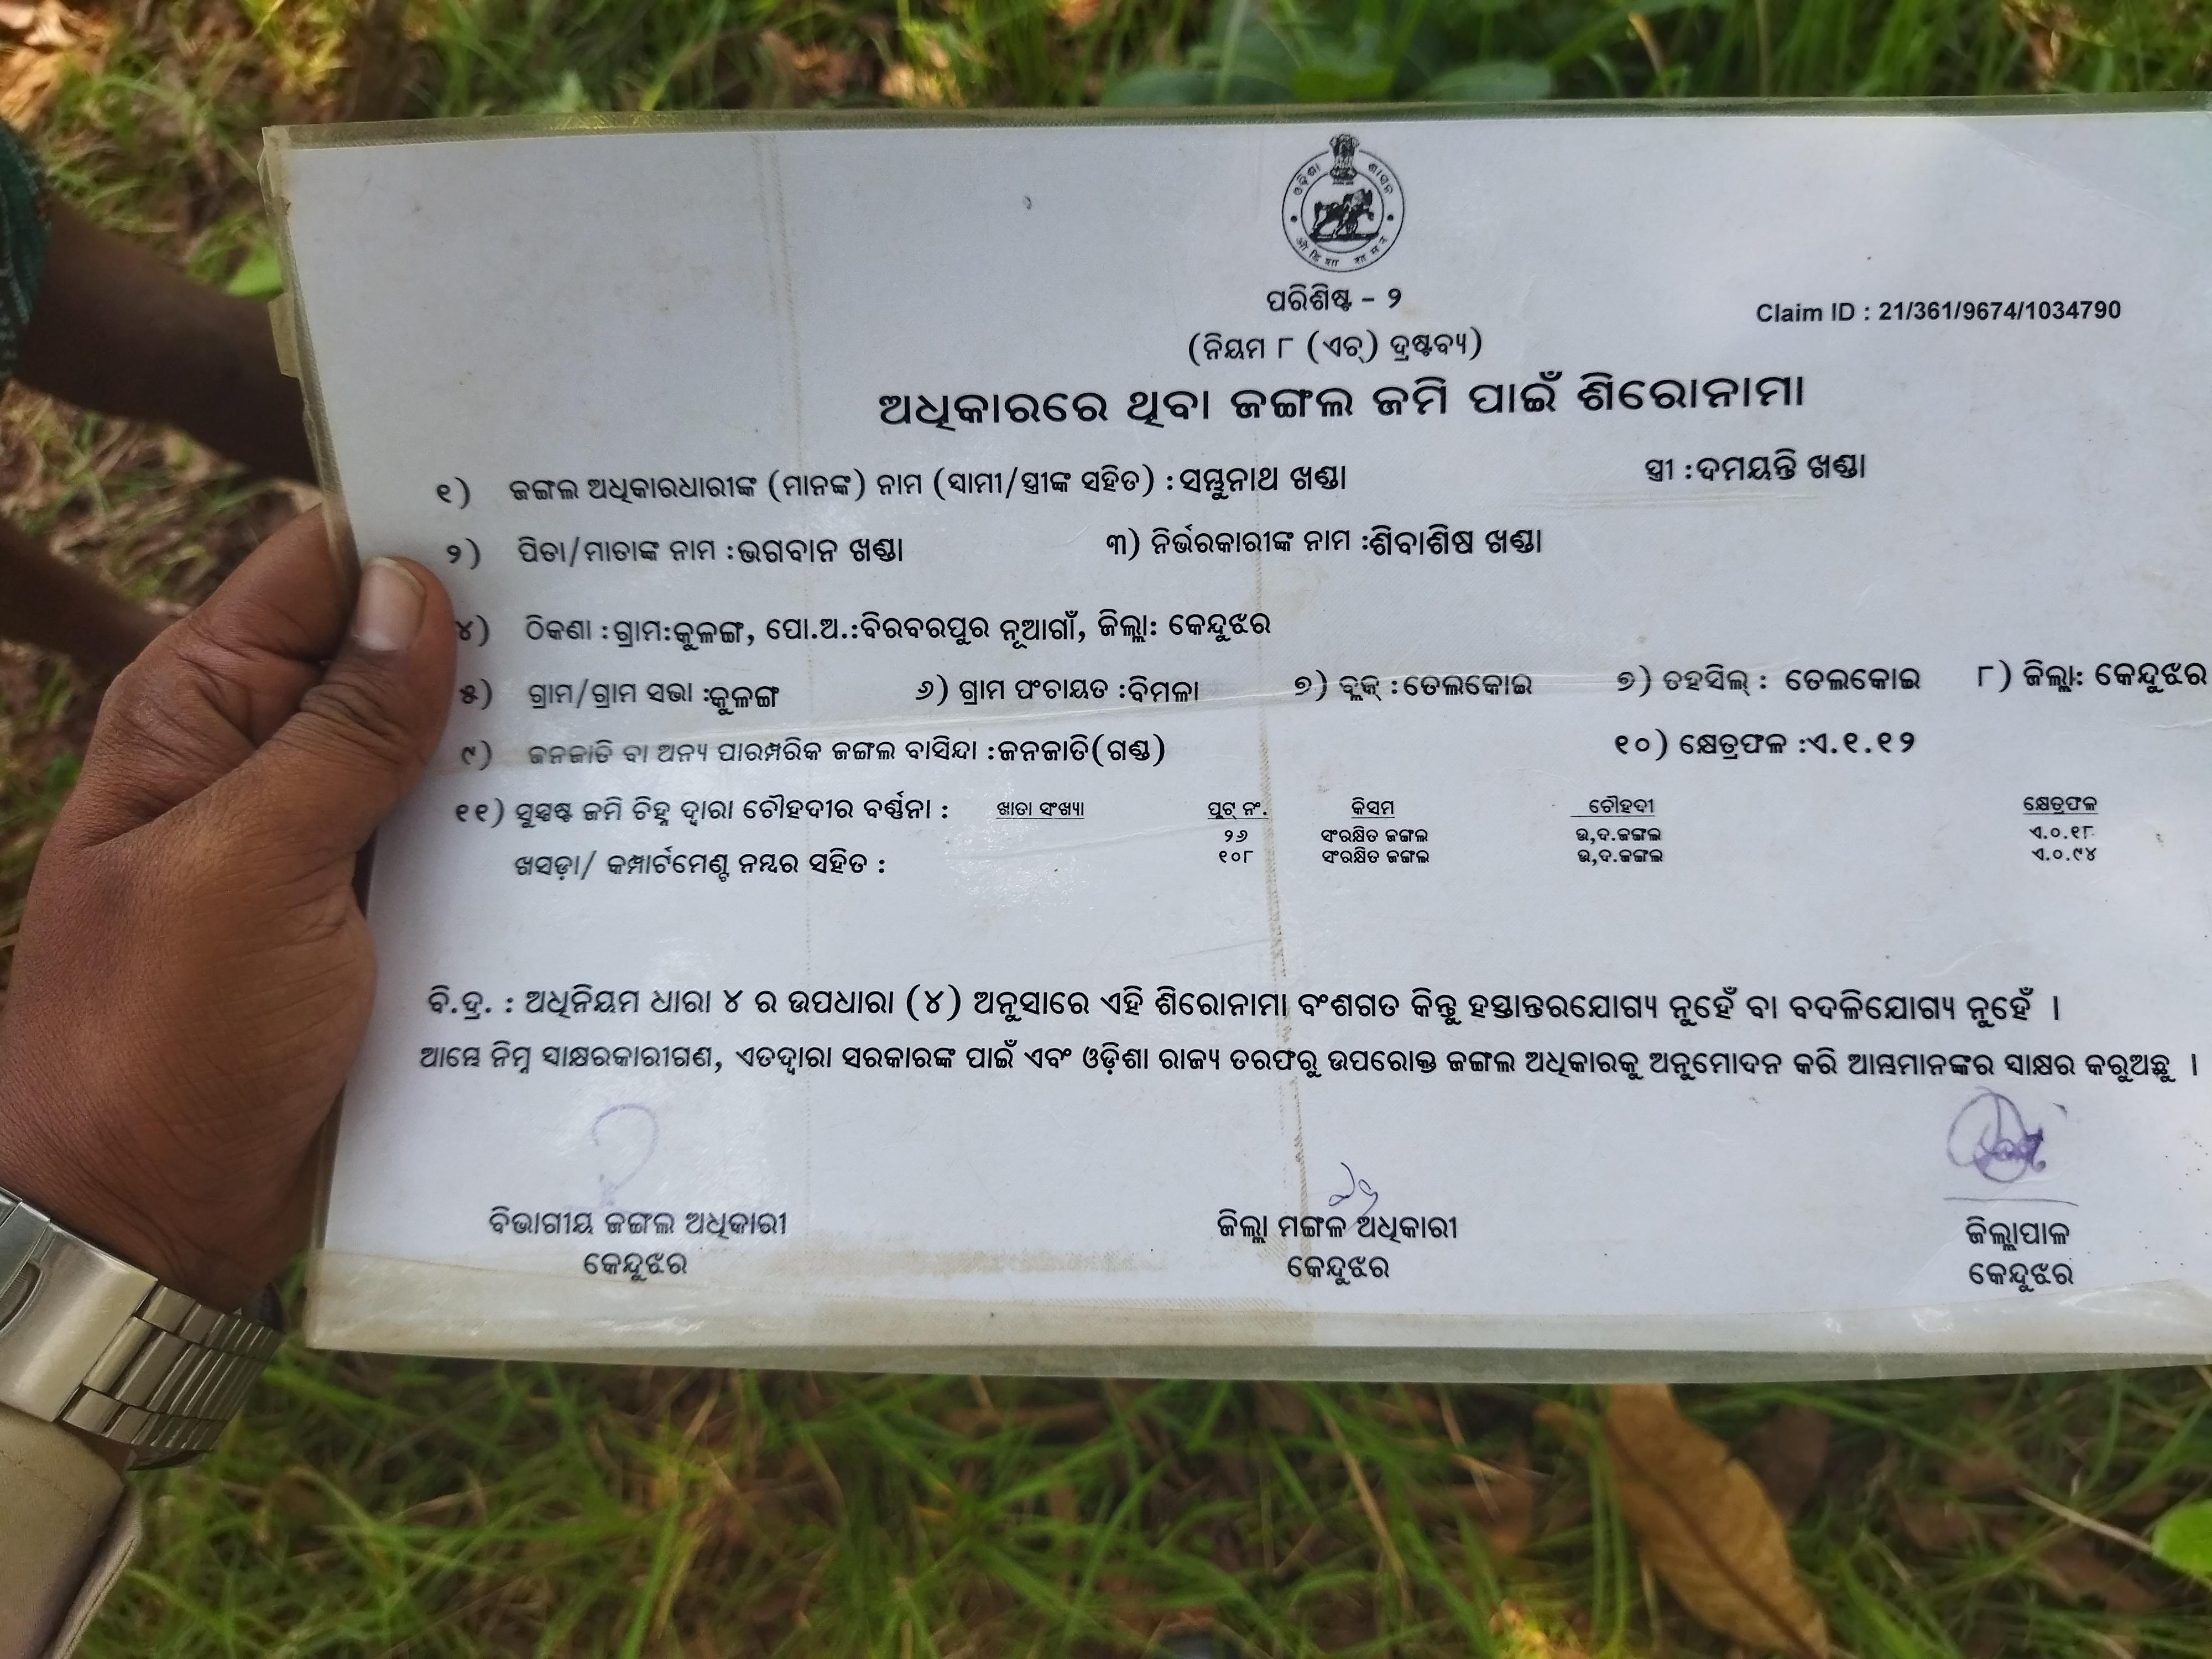 ଓଡ଼ିଶା ଶାସନ
ओडिशा शासन
ପରିଶିଷ୍ଟ - ୨
Claim ID : 21/361/9674/1034790
(ନିୟମ ୮ (ଏଚ୍) ଦ୍ରଷ୍ଟବ୍ୟ)
ଅଧିକାରରେ ଥିବା ଜଙ୍ଗଲ ଜମି ପାଇଁ ଶିରୋନାମା
୧) ଜଙ୍ଗଲ ଅଧିକାରଧାରୀଙ୍କ (ମାନଙ୍କ) ନାମ (ସ୍ୱାମୀ/ସ୍ତ୍ରୀଙ୍କ ସହିତ) : ସମ୍ଭୁନାଥ ଖଣ୍ଡା ସ୍ତ୍ରୀ : ଦମୟନ୍ତି ଖଣ୍ଡା
୨) ପିତା/ମାତାଙ୍କ ନାମ : ଭଗବାନ ଖଣ୍ଡା ୩) ନିର୍ଭରକାରୀଙ୍କ ନାମ : ଶିବାଶିଷ ଖଣ୍ଡା
୪) ଠିକଣା : ଗ୍ରାମ: କୁଳଙ୍ଗ, ପୋ.ଅ.: ବିରବରପୁର ନୂଆଗାଁ, ଜିଲ୍ଲା: କେନ୍ଦୁଝର
୫) ଗ୍ରାମ/ଗ୍ରାମ ସଭା : କୁଳଙ୍ଗ ୬) ଗ୍ରାମ ପଂଚାୟତ : ବିମଳା ୭) ବ୍ଲକ୍ : ତେଲକୋଇ ୭) ତହସିଲ୍ : ତେଲକୋଇ ୮) ଜିଲ୍ଲା: କେନ୍ଦୁଝର
୯) ଜନଜାତି ବା ଅନ୍ୟ ପାରମ୍ପରିକ ଜଙ୍ଗଲ ବାସିନ୍ଦା : ଜନଜାତି(ଗଣ୍ଡ) ୧୦) କ୍ଷେତ୍ରଫଳ : ଏ.୧.୧୨
୧୧) ସୁସ୍ପଷ୍ଟ ଜମି ଚିହ୍ନ ଦ୍ୱାରା ଚୌହଦୀର ବର୍ଣ୍ଣନା : ଖାତା ସଂଖ୍ୟା ପ୍ଲଟ୍ ନଂ. କିସମ ଚୌହଦୀ କ୍ଷେତ୍ରଫଳ
୨୬ ସଂରକ୍ଷିତ ଜଙ୍ଗଲ ଉ,ଦ.ଜଙ୍ଗଲ ଏ.୦.୧୮
ଖସଡ଼ା/ କମ୍ପାର୍ଟମେଣ୍ଟ ନମ୍ବର ସହିତ : ୧୦୮ ସଂରକ୍ଷିତ ଜଙ୍ଗଲ ଉ,ଦ.ଜଙ୍ଗଲ ଏ.୦.୯୪
ବି.ଦ୍ର. : ଅଧିନିୟମ ଧାରା ୪ ର ଉପଧାରା (୪) ଅନୁସାରେ ଏହି ଶିରୋନାମା ବଂଶଗତ କିନ୍ତୁ ହସ୍ତାନ୍ତରଯୋଗ୍ୟ ନୁହେଁ ବା ବଦଳିଯୋଗ୍ୟ ନୁହେଁ ।
ଆମ୍ଭେ ନିମ୍ନ ସାକ୍ଷରକାରୀଗଣ, ଏତଦ୍ୱାରା ସରକାରଙ୍କ ପାଇଁ ଏବଂ ଓଡ଼ିଶା ରାଜ୍ୟ ତରଫରୁ ଉପରୋକ୍ତ ଜଙ୍ଗଲ ଅଧିକାରକୁ ଅନୁମୋଦନ କରି ଆମ୍ଭମାନଙ୍କର ସାକ୍ଷର କରୁଅଛୁ ।
ବିଭାଗୀୟ ଜଙ୍ଗଲ ଅଧିକାରୀ ଜିଲ୍ଲା ମଙ୍ଗଳ ଅଧିକାରୀ ଜିଲ୍ଲାପାଳ
କେନ୍ଦୁଝର କେନ୍ଦୁଝର କେନ୍ଦୁଝର